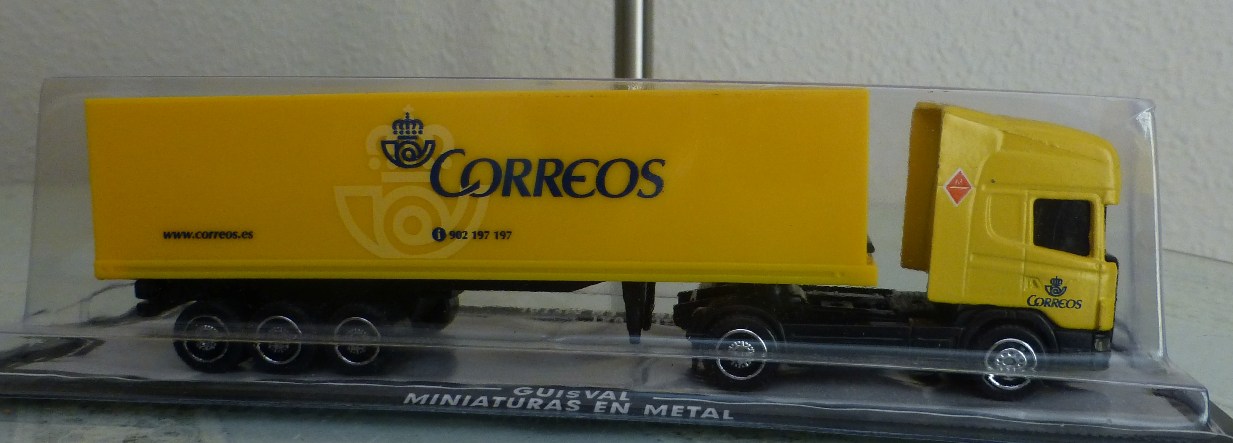 CORREOS
www.correos.es
902 197 197
CORREOS
GUISVAL
MINIATURAS EN METAL